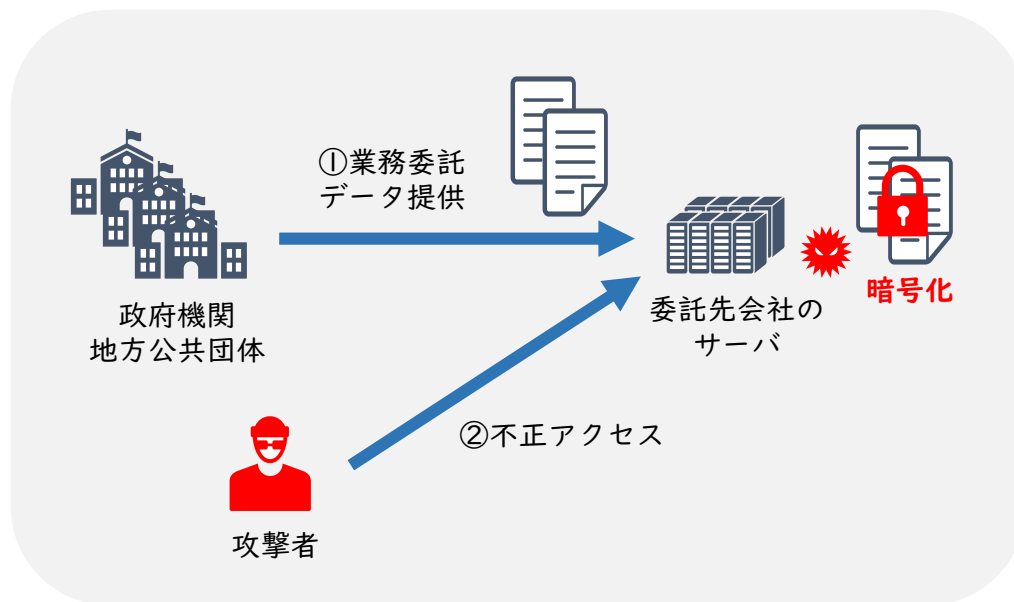 ①業務委託
データ提供
政府機関
地方公共団体
委託先会社の
サーバ
暗号化
②不正アクセス
攻撃者